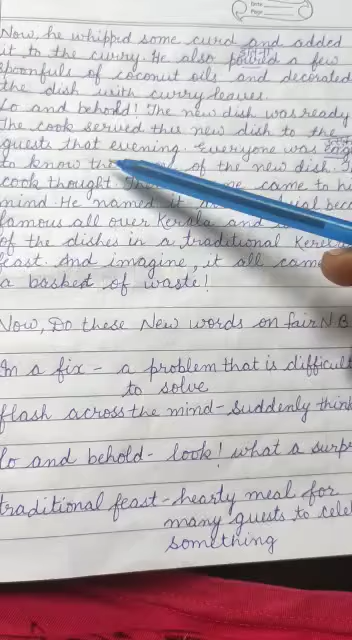 Date
Page
Now, he whipped some curd and added
it to the curry. He also poured a few
spoonfuls of coconut oils and decorated
the dish with curry leaves.
Lo and behold! The new dish was ready
The cook served this new dish to the
guests that evening. Everyone was
to know the of the new dish.
cook thought. came to his
mind. He named it
famous all over Kerala and
of the dishes in a traditional
feast. And imagine, it all came
a basket of waste!
Now, Do these New words on fair N.B
In a fix - a problem that is difficult
to solve
flash across the mind - suddenly think
Lo and behold - look! what a surp
traditional feast - hearty meal for
many guests to cele
something